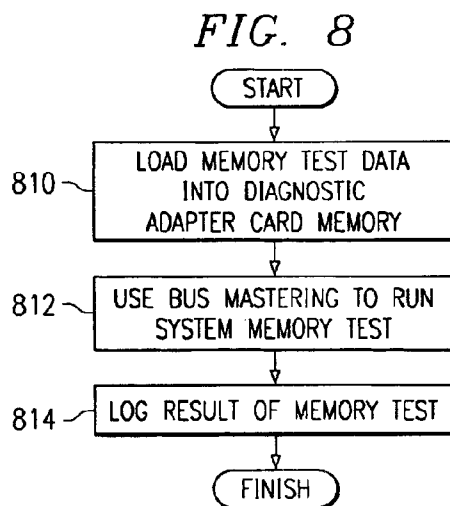 FIG. 8
START
810
LOAD MEMORY TEST DATA
INTO DIAGNOSTIC
ADAPTER CARD MEMORY
812
USE BUS MASTERING TO RUN
SYSTEM MEMORY TEST
814
LOG RESULT OF MEMORY TEST
FINISH